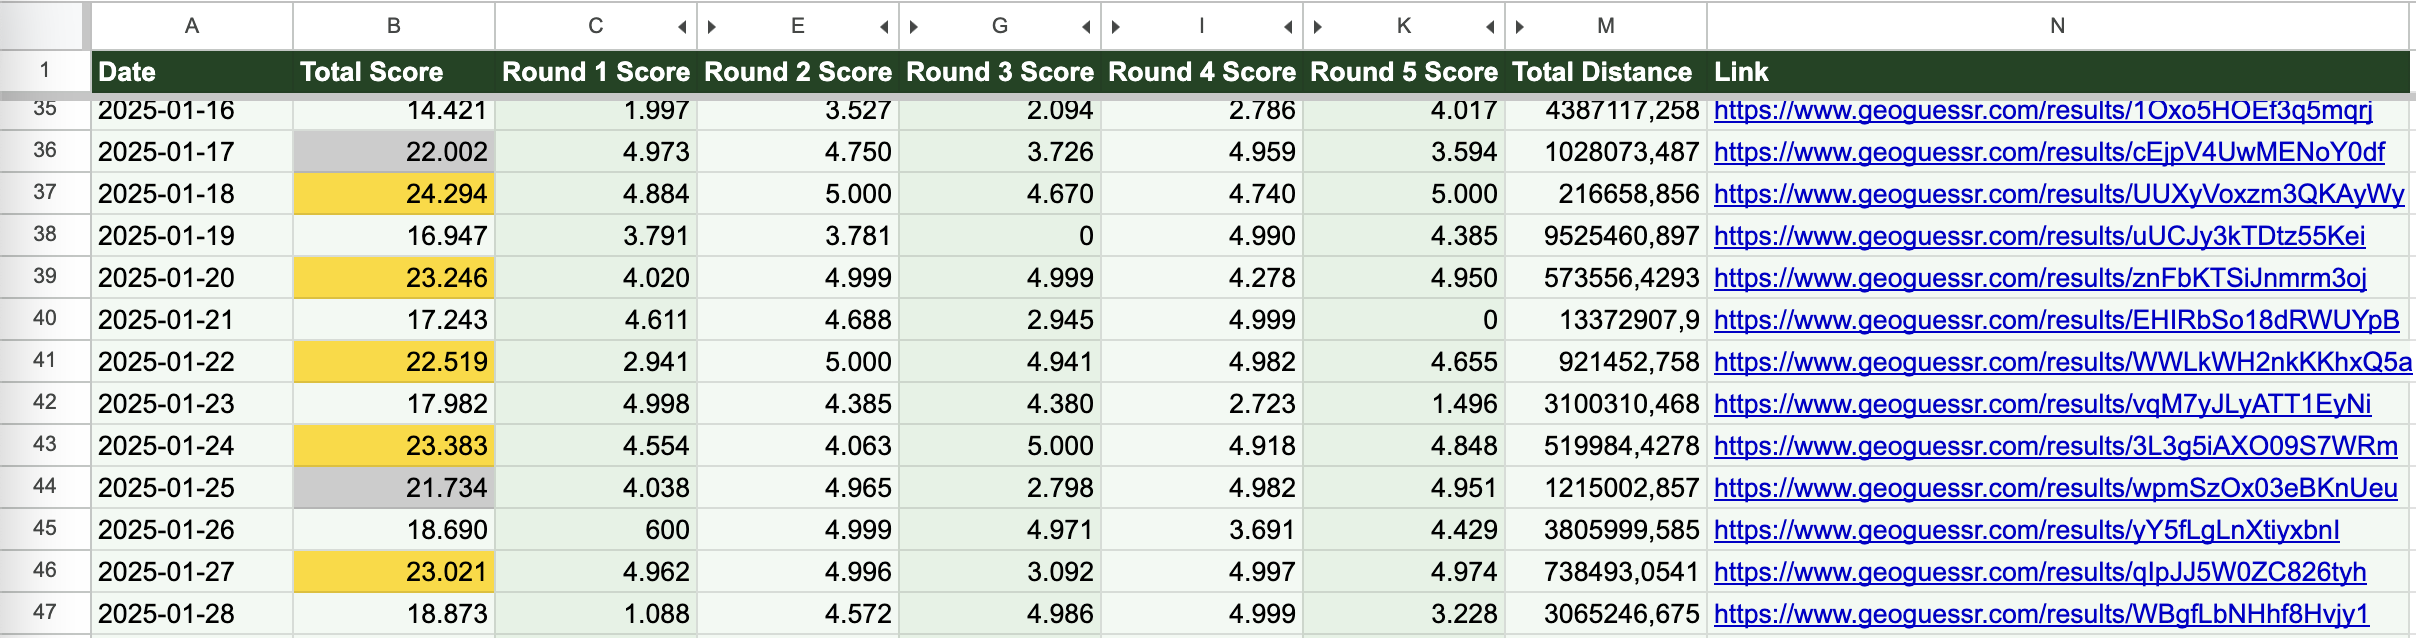 A B C E G I K M N
1 Date Total Score Round 1 Score Round 2 Score Round 3 Score Round 4 Score Round 5 Score Total Distance Link
35 2025-01-16 14.421 1.997 3.527 2.094 2.786 4.017 4387117,258 https://www.geoguessr.com/results/1Oxo5HOEf3q5mqrj
36 2025-01-17 22.002 4.973 4.750 3.726 4.959 3.594 1028073,487 https://www.geoguessr.com/results/cEjpV4UwMENoY0df
37 2025-01-18 24.294 4.884 5.000 4.670 4.740 5.000 216658,856 https://www.geoguessr.com/results/UUXyVoxzm3QKAyWy
38 2025-01-19 16.947 3.791 3.781 0 4.990 4.385 9525460,897 https://www.geoguessr.com/results/uUCJy3kTDtz55Kei
39 2025-01-20 23.246 4.020 4.999 4.999 4.278 4.950 573556,4293 https://www.geoguessr.com/results/znFbKTSiJnmrm3oj
40 2025-01-21 17.243 4.611 4.688 2.945 4.999 0 13372907,9 https://www.geoguessr.com/results/EHIRbSo18dRWUYpB
41 2025-01-22 22.519 2.941 5.000 4.941 4.982 4.655 921452,758 https://www.geoguessr.com/results/WWLkWH2nkKKhxQ5a
42 2025-01-23 17.982 4.998 4.385 4.380 2.723 1.496 3100310,468 https://www.geoguessr.com/results/vqM7yJLyATT1EyNi
43 2025-01-24 23.383 4.554 4.063 5.000 4.918 4.848 519984,4278 https://www.geoguessr.com/results/3L3g5iAXO09S7WRm
44 2025-01-25 21.734 4.038 4.965 2.798 4.982 4.951 1215002,857 https://www.geoguessr.com/results/wpmSzOx03eBKnUeu
45 2025-01-26 18.690 600 4.999 4.971 3.691 4.429 3805999,585 https://www.geoguessr.com/results/yY5fLgLnXtiyxbnI
46 2025-01-27 23.021 4.962 4.996 3.092 4.997 4.974 738493,0541 https://www.geoguessr.com/results/qIpJJ5W0ZC826tyh
47 2025-01-28 18.873 1.088 4.572 4.986 4.999 3.228 3065246,675 https://www.geoguessr.com/results/WBgfLbNHhf8Hvjy1